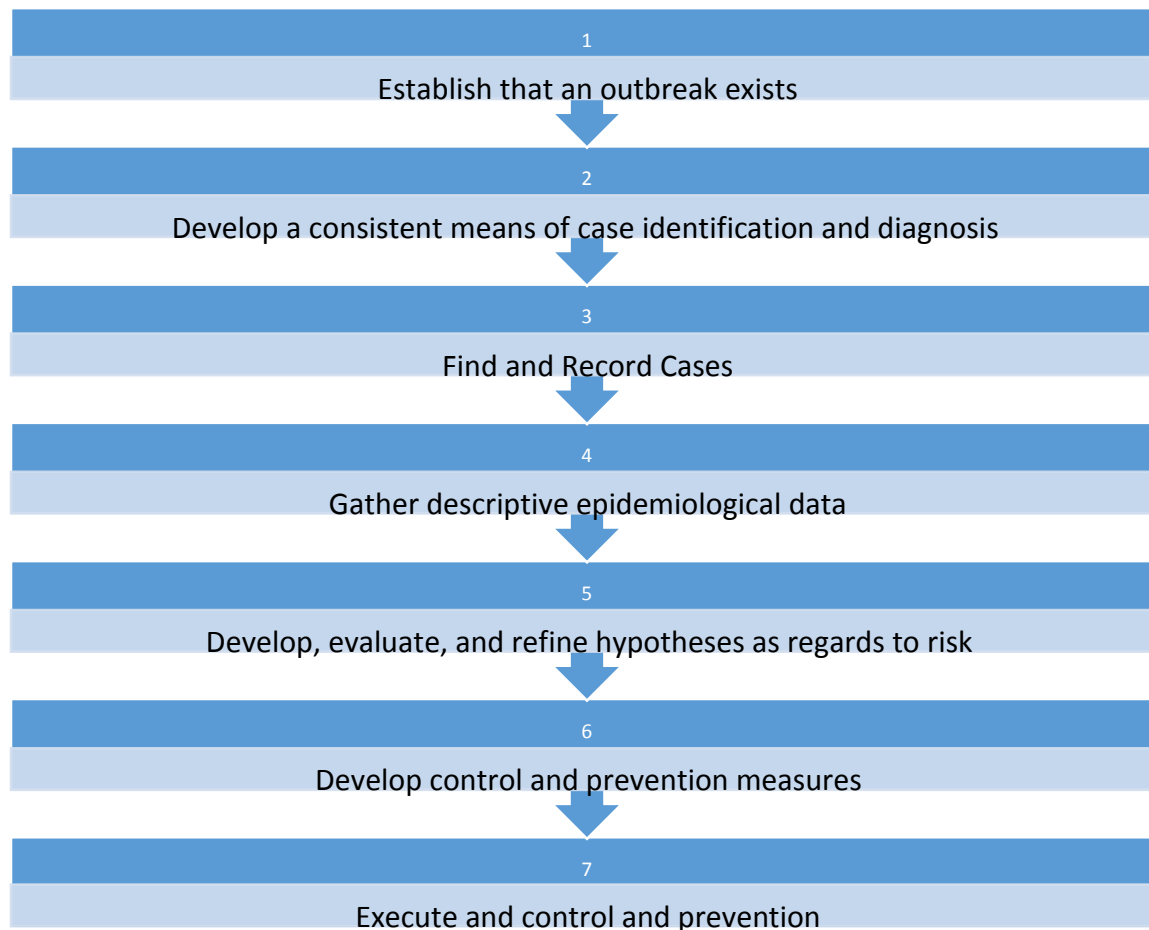 1
Establish that an outbreak exists
2
Develop a consistent means of case identification and diagnosis
3
Find and Record Cases
4
Gather descriptive epidemiological data
5
Develop, evaluate, and refine hypotheses as regards to risk
6
Develop control and prevention measures
7
Execute and control and prevention